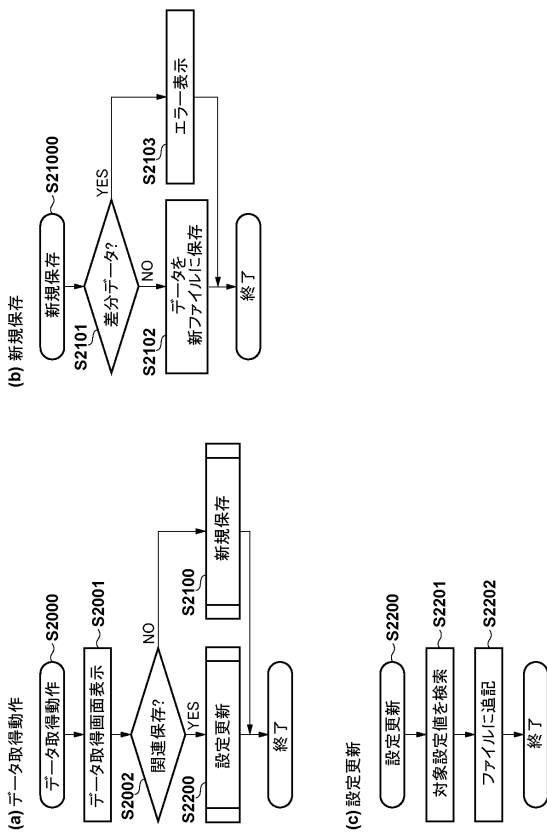 (a) データ取得動作
データ取得動作
S2000
データ取得画面表示
S2001
関連保存?
S2002
NO
YES
設定更新
S2200
新規保存
S2100
終了
(b) 新規保存
新規保存
S21000
差分データ?
S2101
YES
NO
データを
新ファイルに保存
S2102
エラー表示
S2103
終了
(c) 設定更新
設定更新
S2200
対象設定値を検索
S2201
ファイルに追記
S2202
終了